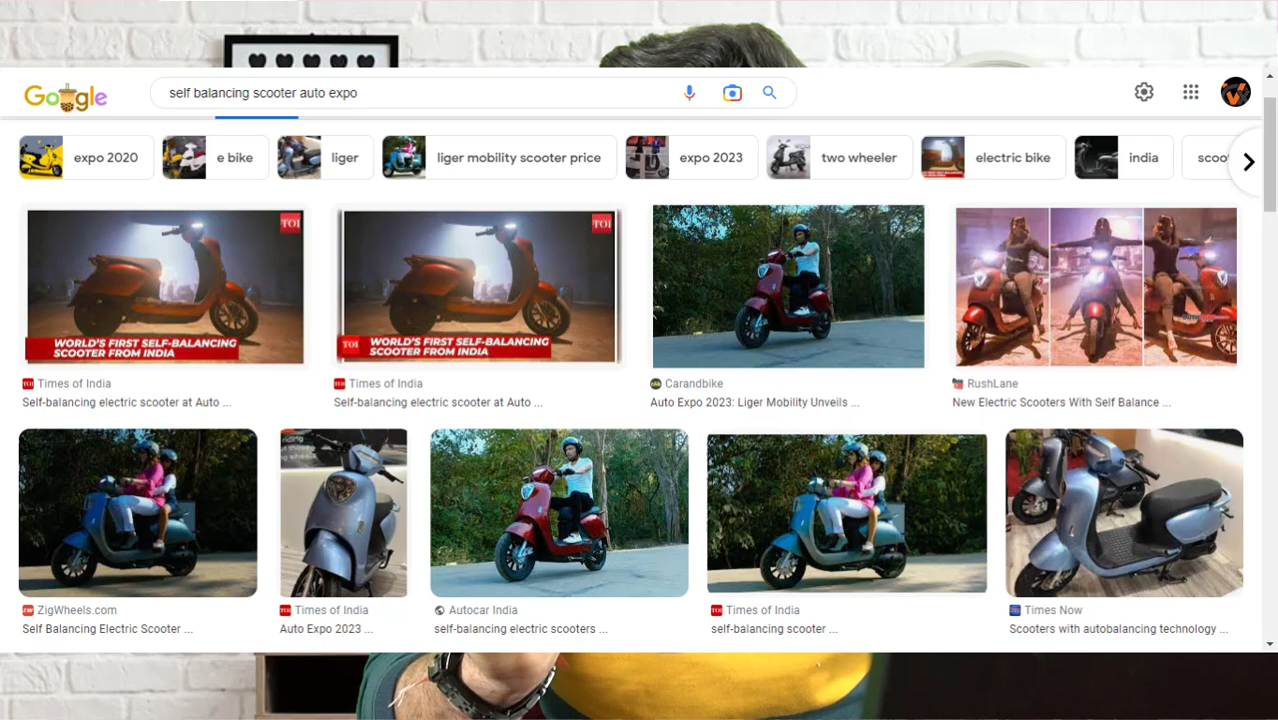 Google
self balancing scooter auto expo
expo 2020
e bike
liger
liger mobility scooter price
expo 2023
two wheeler
electric bike
india
scoo
TOI
WORLD'S FIRST SELF-BALANCING
SCOOTER FROM INDIA
TOI
TOI
WORLD'S FIRST SELF-BALANCING
SCOOTER FROM INDIA
Times of India
Self-balancing electric scooter at Auto ...
Times of India
Self-balancing electric scooter at Auto ...
Carandbike
Auto Expo 2023: Liger Mobility Unveils ...
RushLane
New Electric Scooters With Self Balance ...
riding
ZigWheels.com
Self Balancing Electric Scooter ...
Times of India
Auto Expo 2023 ...
Autocar India
self-balancing electric scooters ...
Times of India
self-balancing scooter ...
Times Now
Scooters with autobalancing technology ...